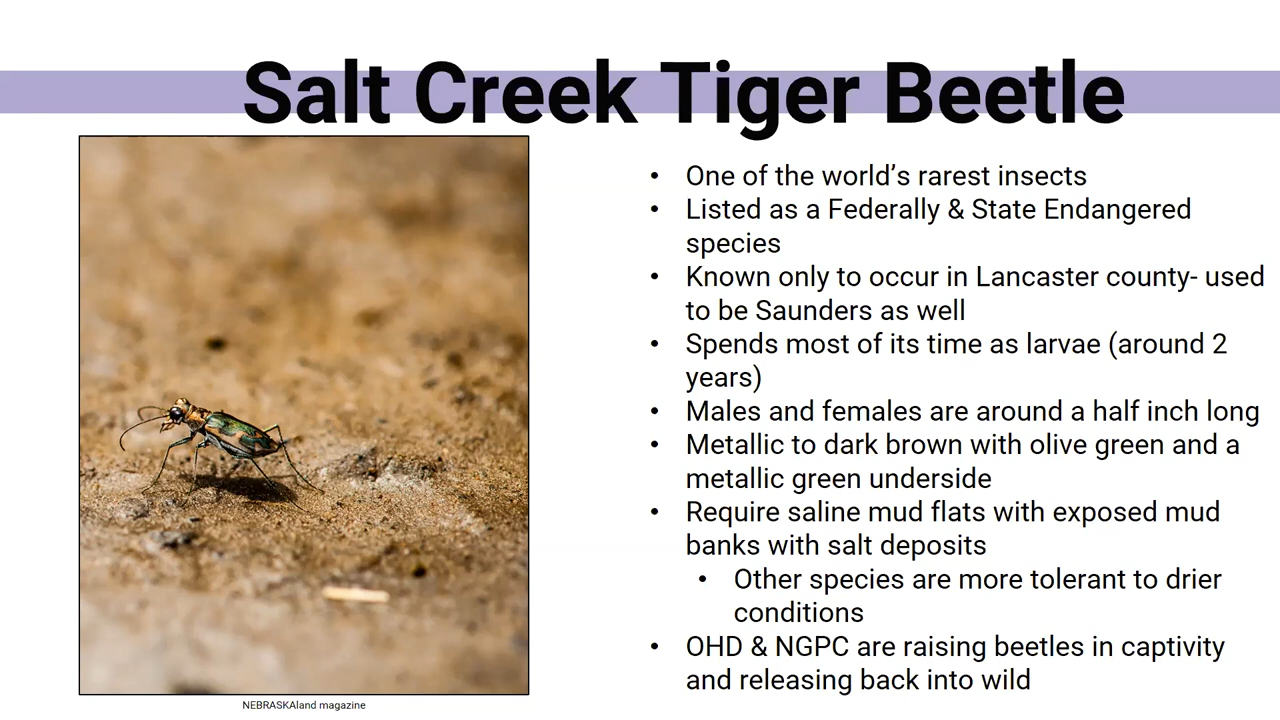 Salt Creek Tiger Beetle
• One of the world’s rarest insects
• Listed as a Federally & State Endangered
species
• Known only to occur in Lancaster county- used
to be Saunders as well
• Spends most of its time as larvae (around 2
years)
• Males and females are around a half inch long
• Metallic to dark brown with olive green and a
metallic green underside
• Require saline mud flats with exposed mud
banks with salt deposits
• Other species are more tolerant to drier
conditions
• OHD & NGPC are raising beetles in captivity
and releasing back into wild
NEBRASKAland magazine